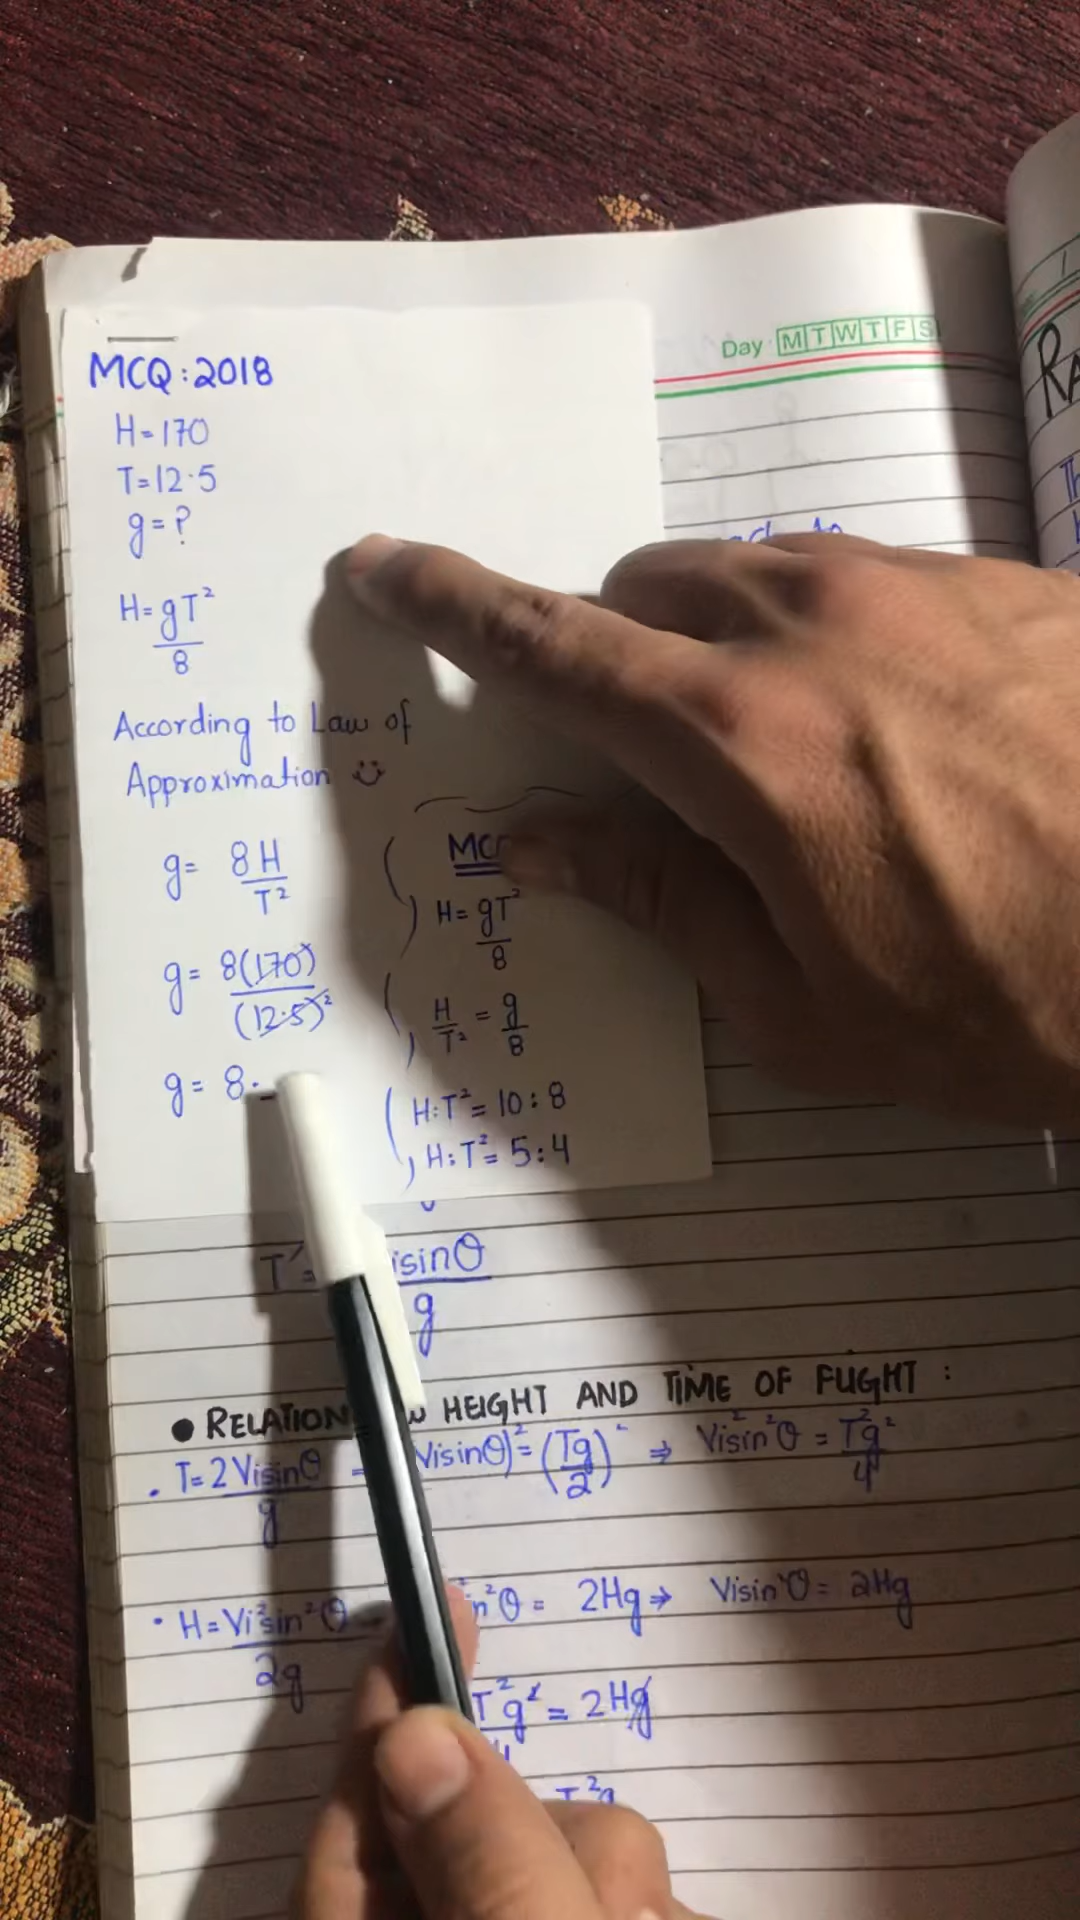 Day M T W T F S
MCQ:2018
H=170
T=12.5
g=?
H=gT²
8
According to Law of
Approximation
g= 8H
T²
g= 8(170)
(12.5)²
g= 8._
H=gT²
8
H = g
T² 8
H:T²=10:8
H:T²=5:4
isinθ
g
HEIGHT AND TIME OF FLIGHT :
T=2Visinθ
g
Visinθ)²=(Tg)² ⇒ Vi²sin²θ = T²g²
2 4
H=Vi²sin²θ
2g
n²θ= 2Hg⇒ Visin²θ= 2Hg
T²g²=2Hg
T²g